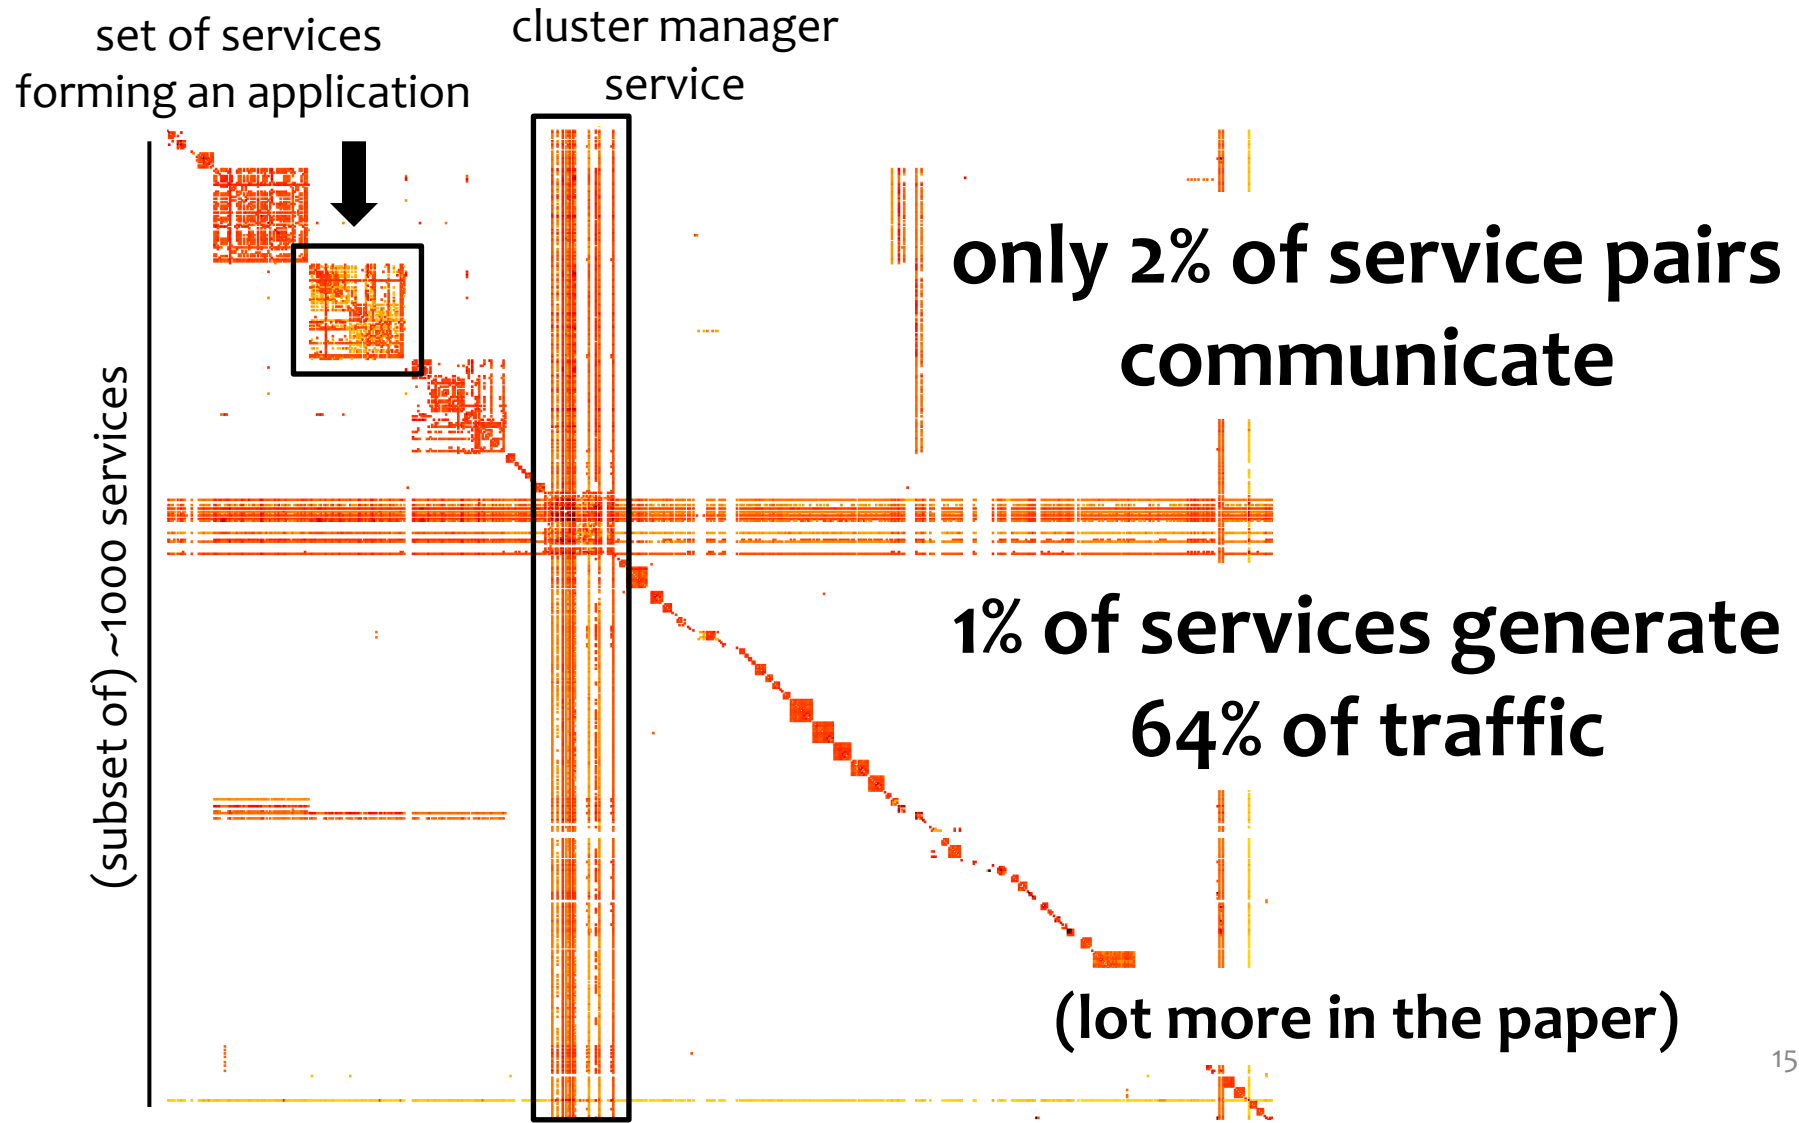 set of services
forming an application
cluster manager
service
(subset of) ~1000 services
only 2% of service pairs
communicate
1% of services generate
64% of traffic
(lot more in the paper)
15